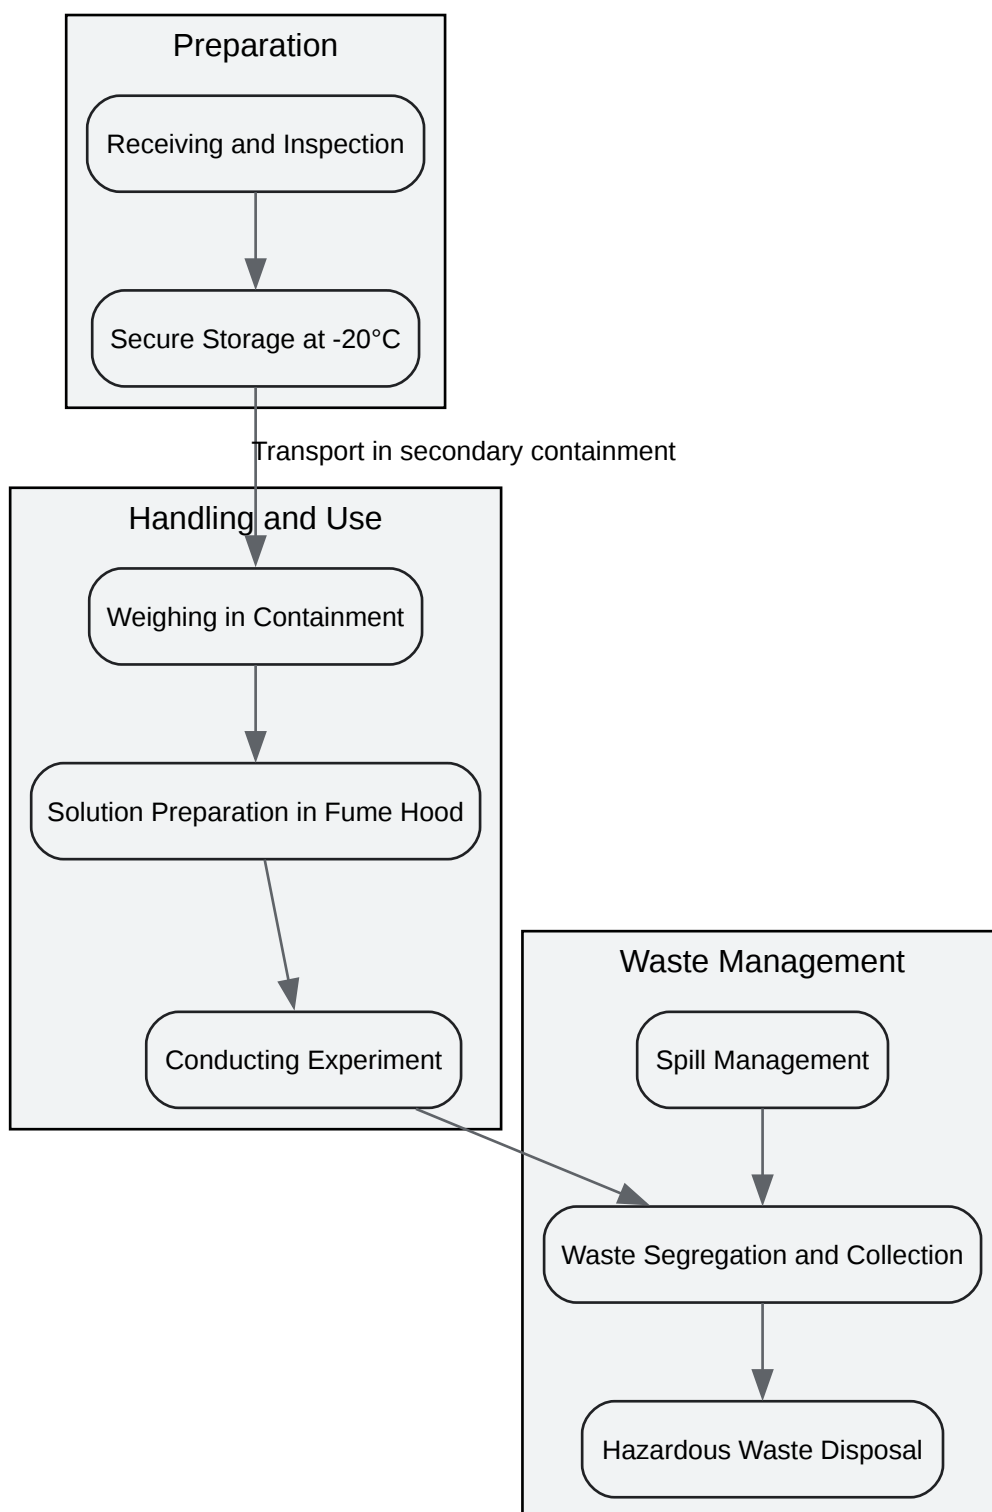 Preparation
Receiving and Inspection
Secure Storage at -20°C
Transport in secondary containment
Handling and Use
Weighing in Containment
Solution Preparation in Fume Hood
Conducting Experiment
Waste Management
Spill Management
Waste Segregation and Collection
Hazardous Waste Disposal